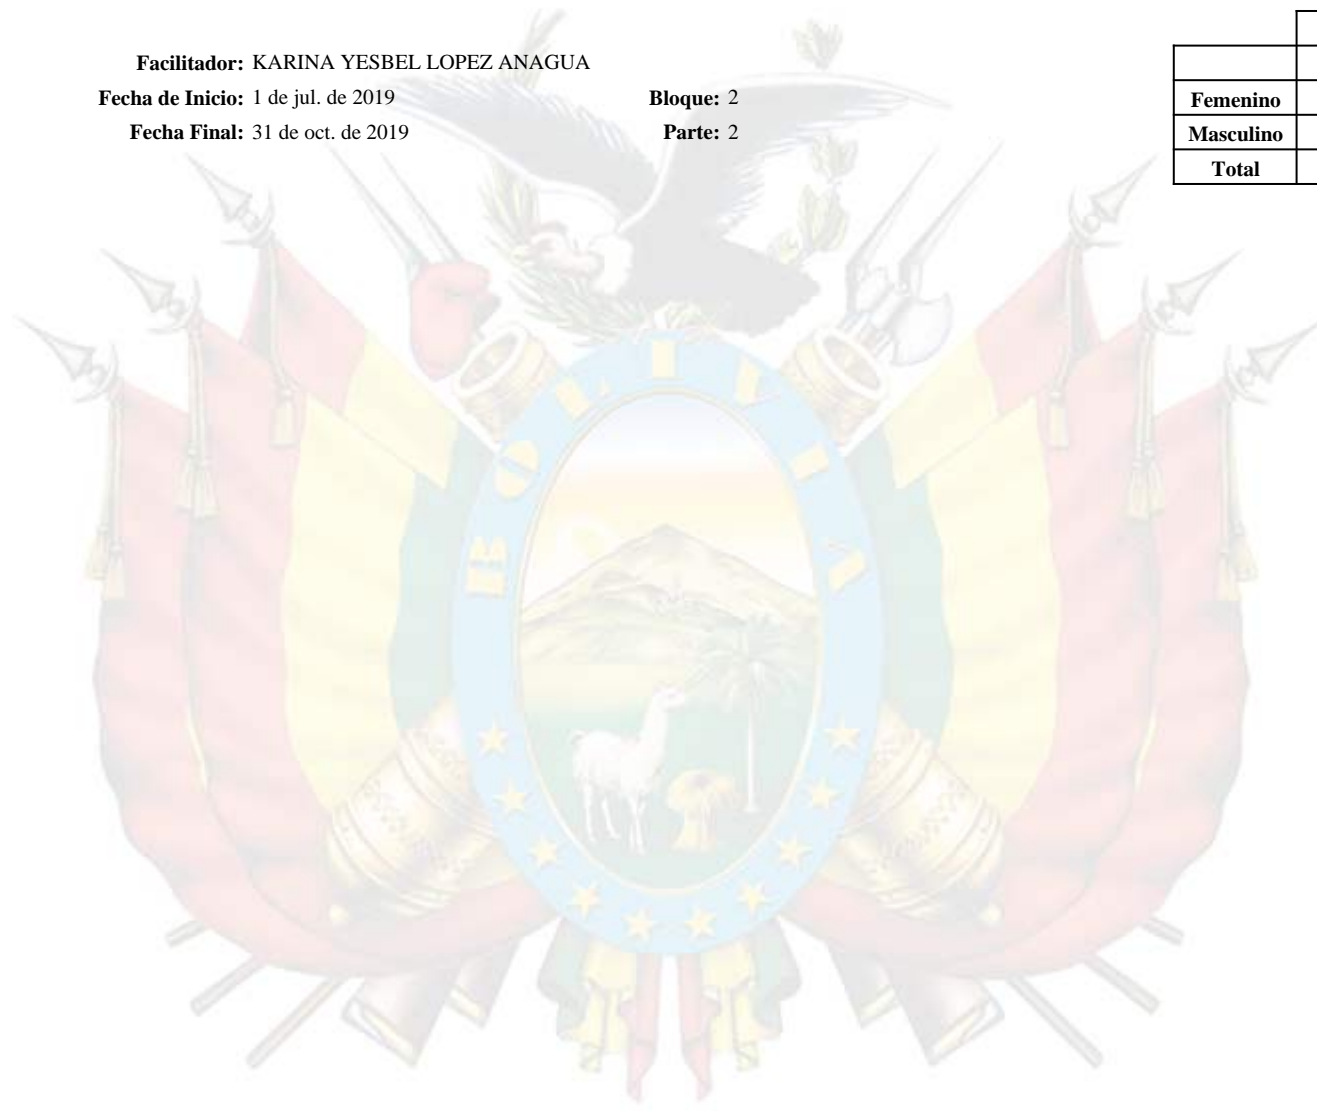 Facilitador: KARINA YESBEL LOPEZ ANAGUA
Fecha de Inicio: 1 de jul. de 2019 Bloque: 2
Fecha Final: 31 de oct. de 2019 Parte: 2
Femenino
Masculino
Total
BOLIVIA